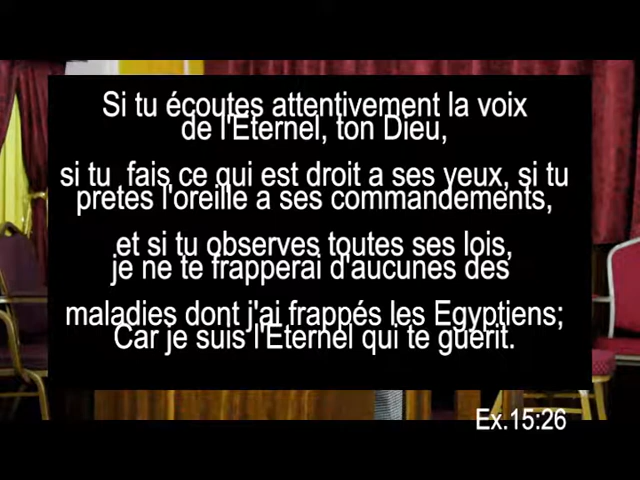 Si tu écoutes attentivement la voix
de l'Eternel, ton Dieu,
si tu fais ce qui est droit a ses yeux, si tu
pretes l'oreille a ses commandements,
et si tu observes toutes ses lois,
je ne te frapperai d'aucunes des
maladies dont j'ai frappés les Egyptiens;
Car je suis l'Eternel qui te guerit.
Ex.15:26